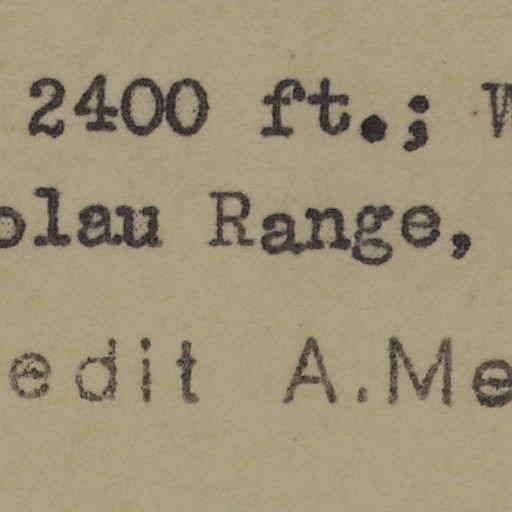 2400 ft.; W
olau Range,
edit A.Me